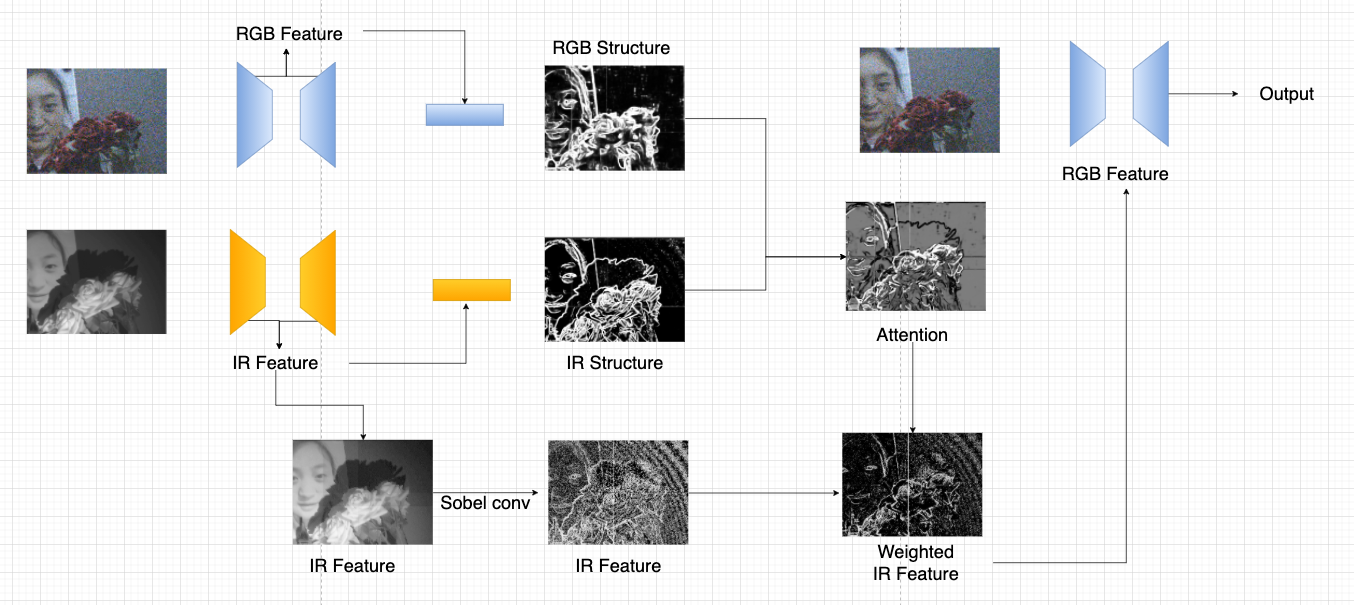 RGB Feature
RGB Structure
Output
RGB Feature
Attention
IR Feature
IR Structure
Sobel conv
IR Feature
IR Feature
Weighted
IR Feature